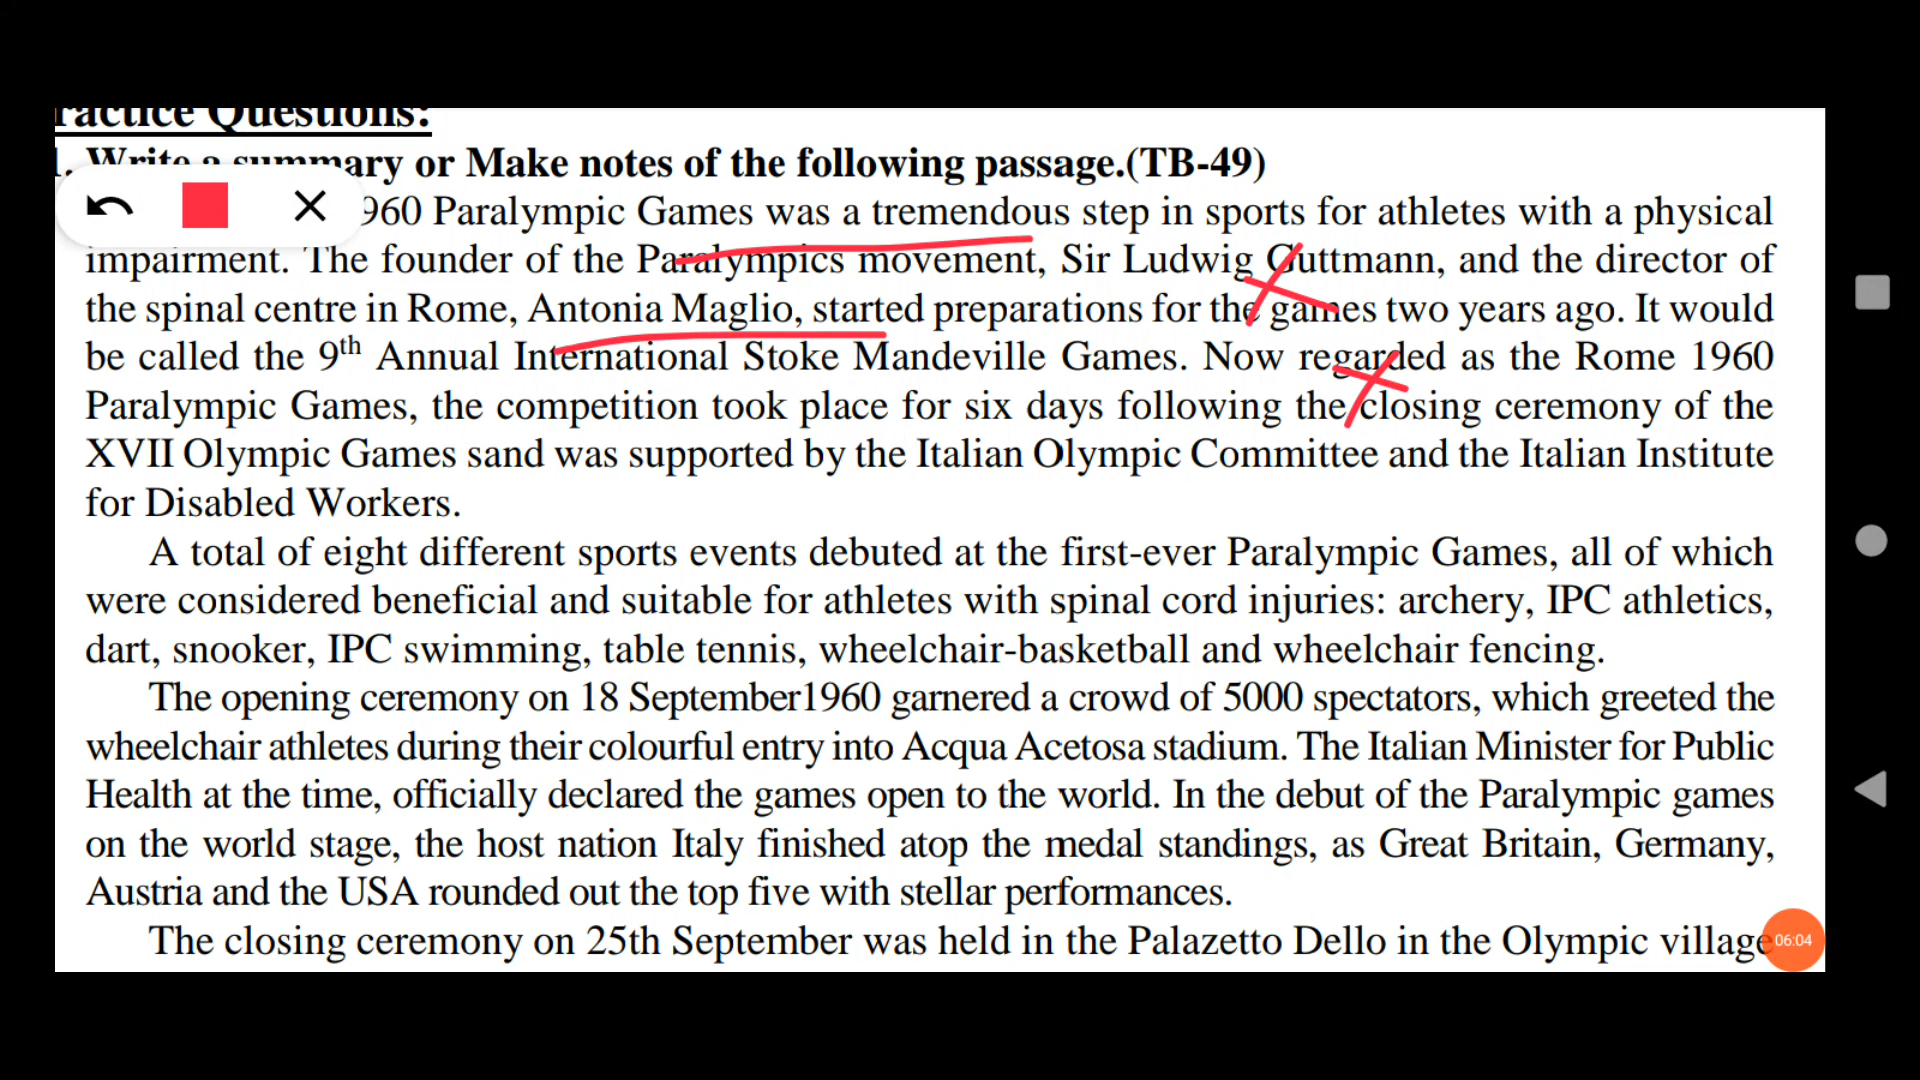 ractice Questions:
1. Write a summary or Make notes of the following passage.(TB-49)
960 Paralympic Games was a tremendous step in sports for athletes with a physical
impairment. The founder of the Paralympics movement, Sir Ludwig Guttmann, and the director of
the spinal centre in Rome, Antonia Maglio, started preparations for the games two years ago. It would
be called the 9th Annual International Stoke Mandeville Games. Now regarded as the Rome 1960
Paralympic Games, the competition took place for six days following the closing ceremony of the
XVII Olympic Games sand was supported by the Italian Olympic Committee and the Italian Institute
for Disabled Workers.
A total of eight different sports events debuted at the first-ever Paralympic Games, all of which
were considered beneficial and suitable for athletes with spinal cord injuries: archery, IPC athletics,
dart, snooker, IPC swimming, table tennis, wheelchair-basketball and wheelchair fencing.
The opening ceremony on 18 September1960 garnered a crowd of 5000 spectators, which greeted the
wheelchair athletes during their colourful entry into Acqua Acetosa stadium. The Italian Minister for Public
Health at the time, officially declared the games open to the world. In the debut of the Paralympic games
on the world stage, the host nation Italy finished atop the medal standings, as Great Britain, Germany,
Austria and the USA rounded out the top five with stellar performances.
The closing ceremony on 25th September was held in the Palazetto Dello in the Olympic village
06:04